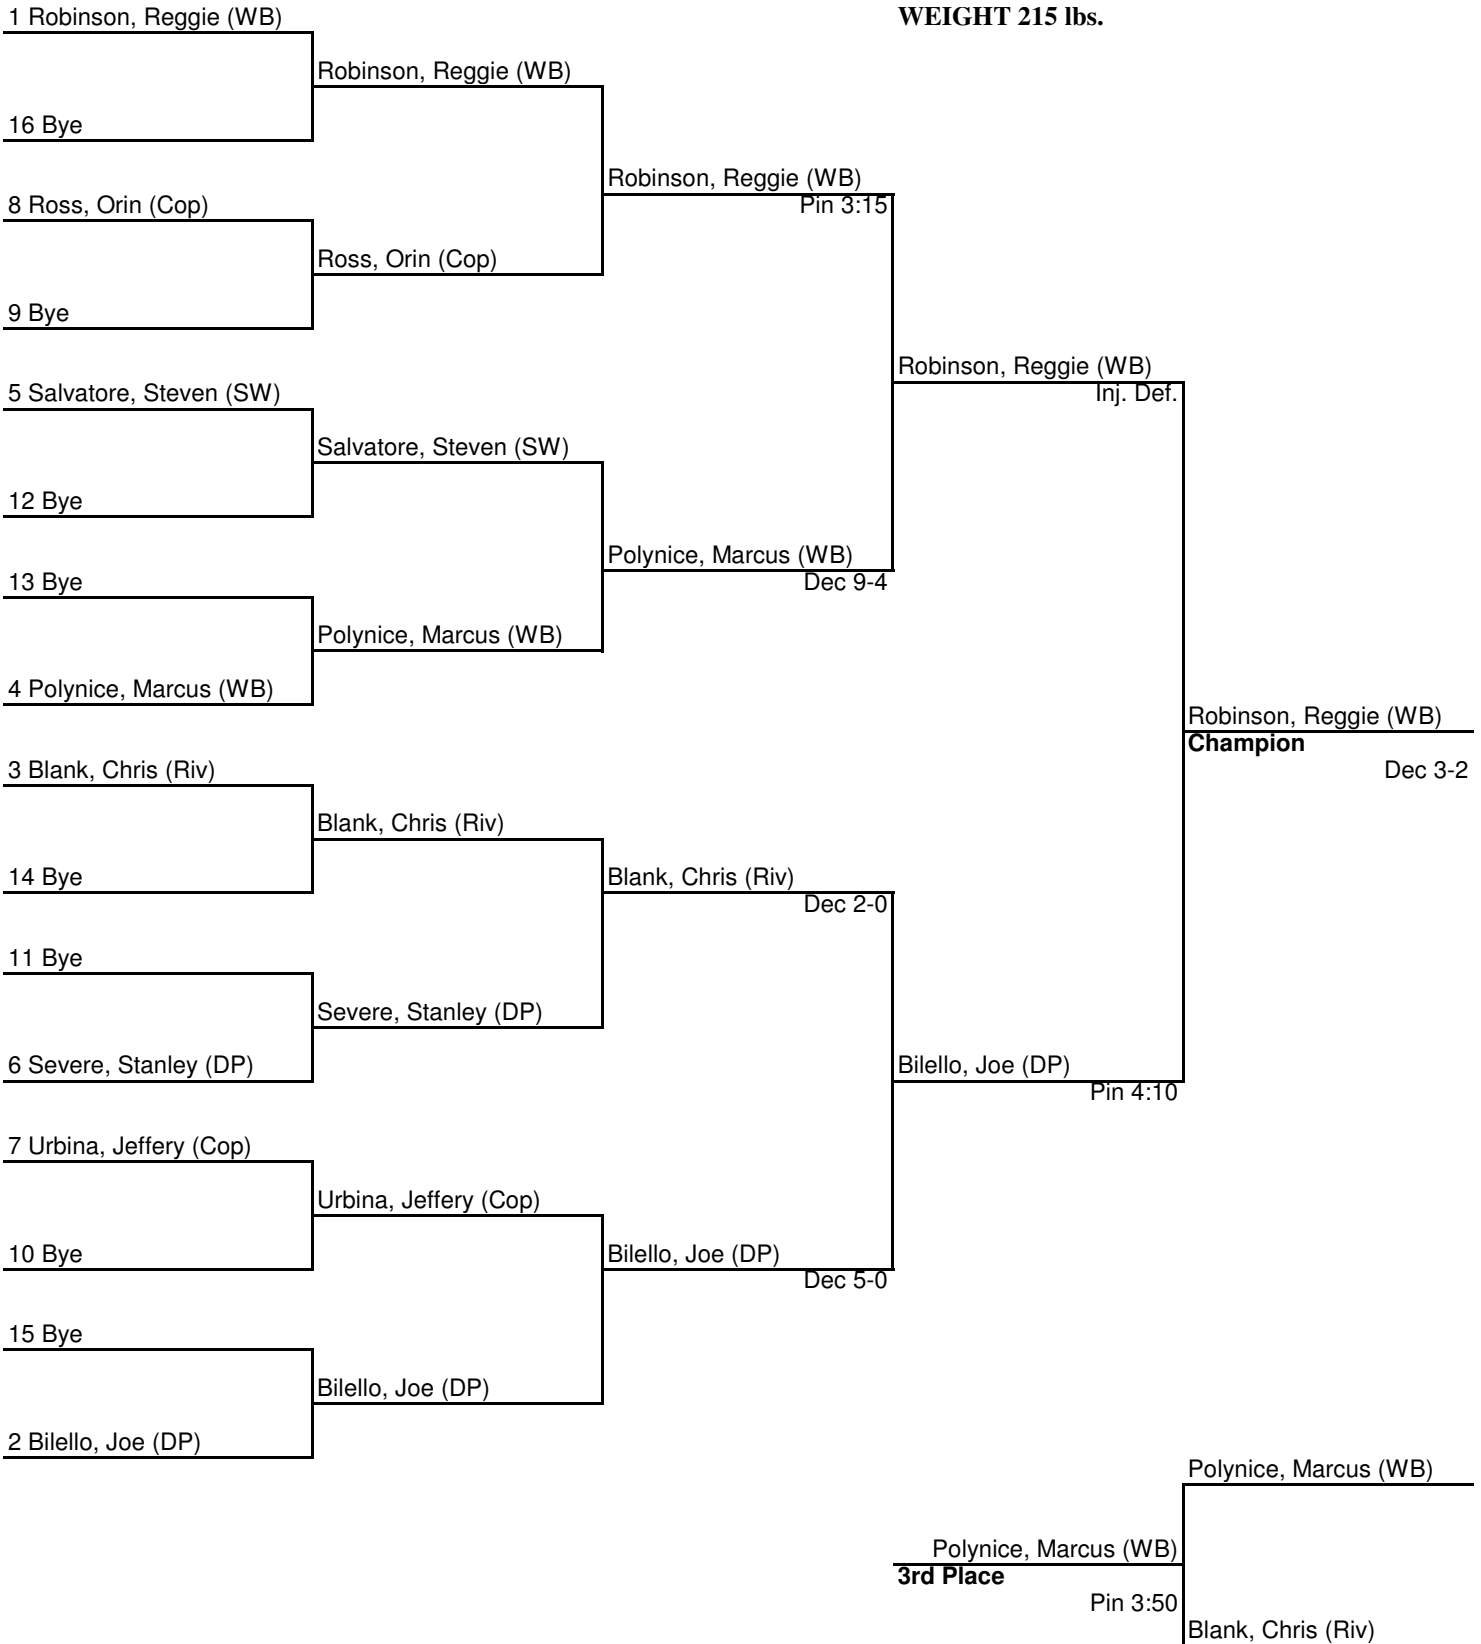 WEIGHT 215 lbs.
1 Robinson, Reggie (WB)
16 Bye
8 Ross, Orin (Cop)
9 Bye
5 Salvatore, Steven (SW)
12 Bye
13 Bye
4 Polynice, Marcus (WB)
3 Blank, Chris (Riv)
14 Bye
11 Bye
6 Severe, Stanley (DP)
7 Urbina, Jeffery (Cop)
10 Bye
15 Bye
2 Bilello, Joe (DP)
Robinson, Reggie (WB)
Ross, Orin (Cop)
Salvatore, Steven (SW)
Polynice, Marcus (WB)
Blank, Chris (Riv)
Severe, Stanley (DP)
Urbina, Jeffery (Cop)
Bilello, Joe (DP)
Robinson, Reggie (WB)
Pin 3:15
Polynice, Marcus (WB)
Dec 9-4
Blank, Chris (Riv)
Dec 2-0
Bilello, Joe (DP)
Dec 5-0
Robinson, Reggie (WB)
Inj. Def.
Bilello, Joe (DP)
Pin 4:10
Robinson, Reggie (WB)
Champion
Dec 3-2
Polynice, Marcus (WB)
Polynice, Marcus (WB)
3rd Place
Pin 3:50
Blank, Chris (Riv)